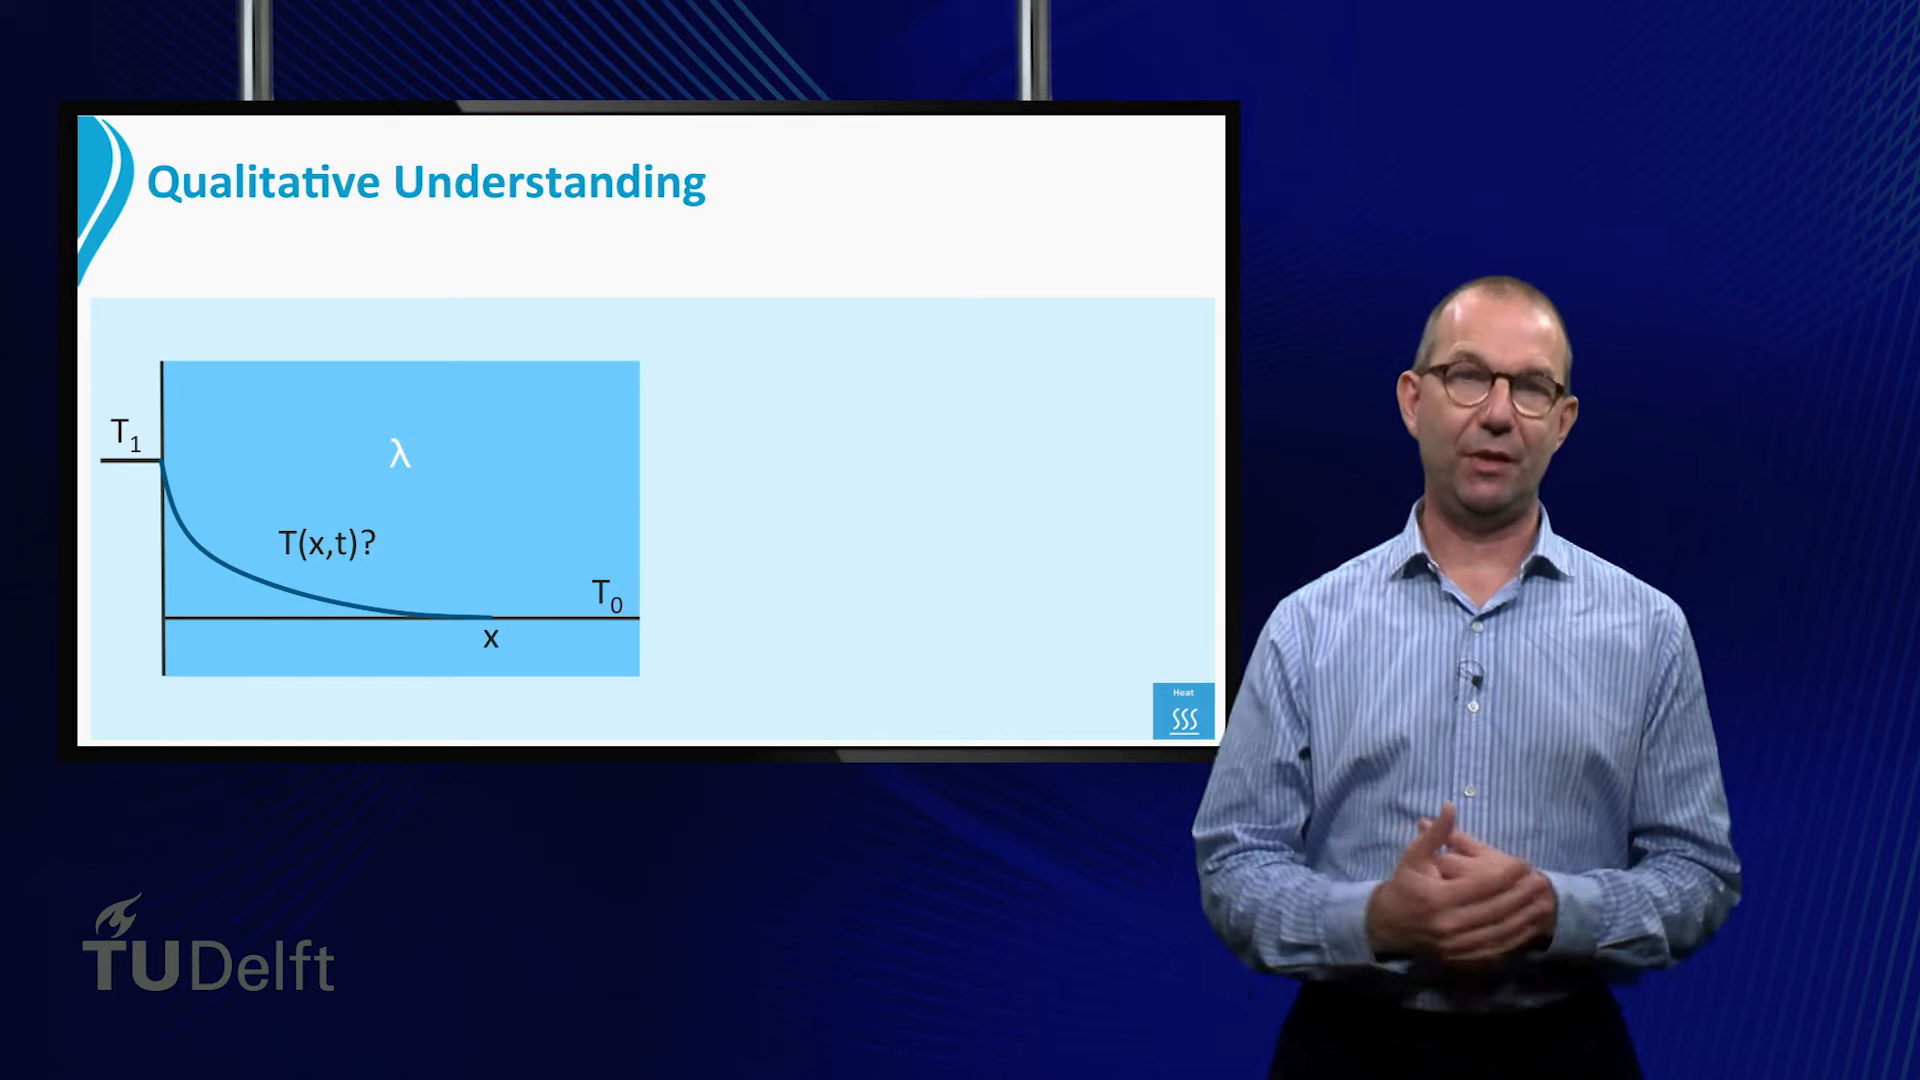 Qualitative Understanding
T1
λ
T(x,t)?
T0
x
Heat
TUDelft